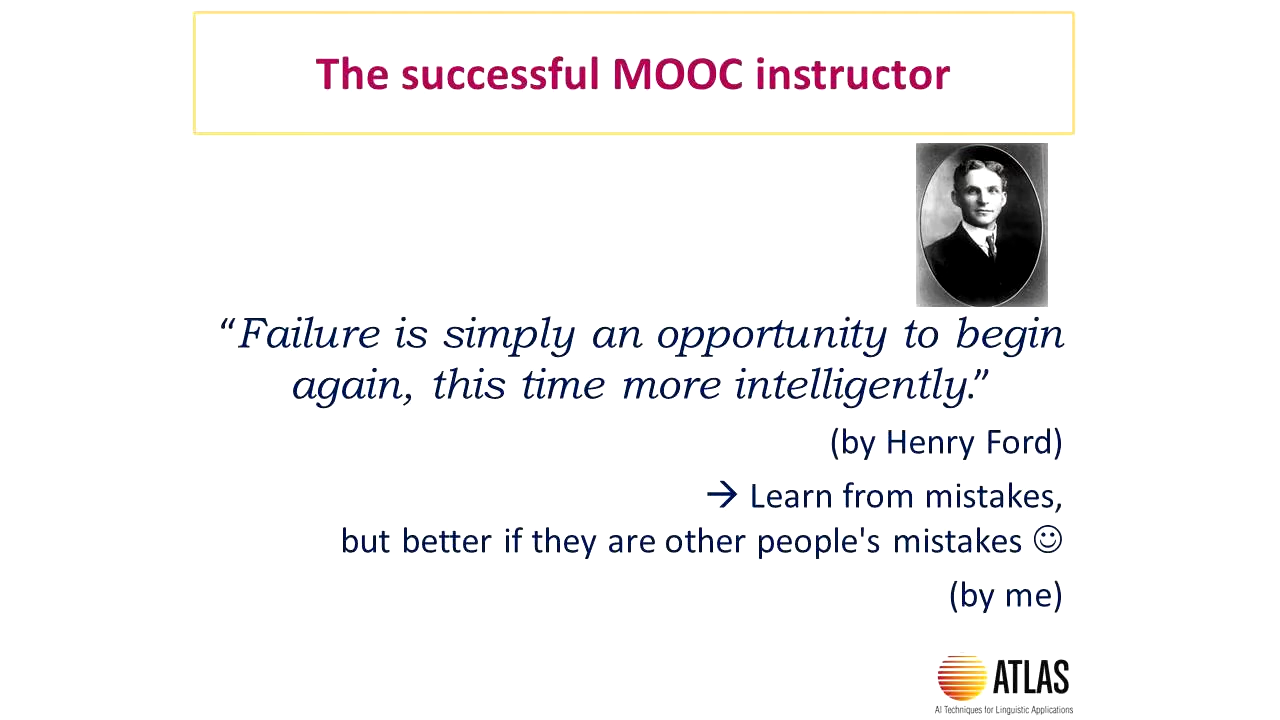 The successful MOOC instructor
“Failure is simply an opportunity to begin
again, this time more intelligently.”
(by Henry Ford)
→ Learn from mistakes,
but better if they are other people's mistakes ☺
(by me)
ATLAS
AI Techniques for Linguistic Applications